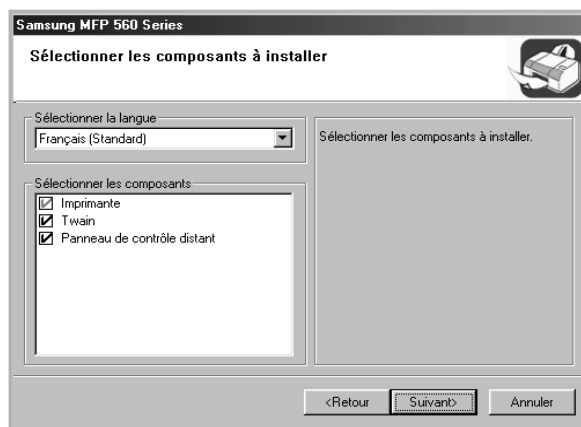 Samsung MFP 560 Series
Sélectionner les composants à installer
Sélectionner la langue
Français (Standard)
Sélectionner les composants
Imprimante
Twain
Panneau de contrôle distant
Sélectionner les composants à installer.
<Retour
Suivant>
Annuler